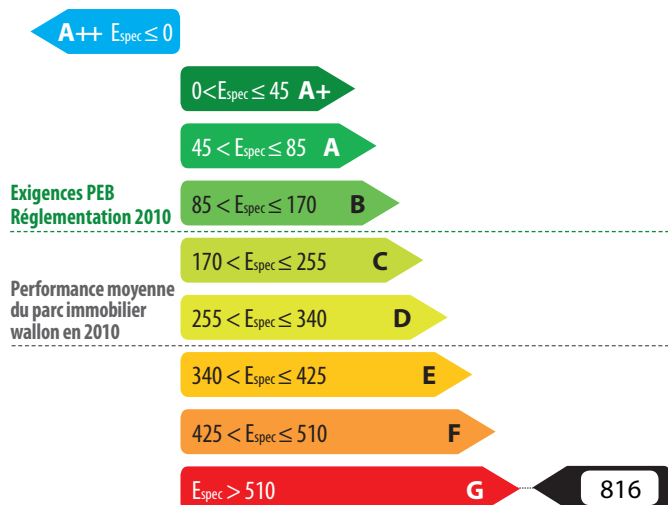 A++ Espec ≤ 0
0<Espec ≤ 45 A+
45 < Espec ≤ 85 A
Exigences PEB
Réglementation 2010
85 < Espec ≤ 170 B
170 < Espec ≤ 255 C
Performance moyenne
du parc immobilier
wallon en 2010
255 < Espec ≤ 340 D
340 < Espec ≤ 425 E
425 < Espec ≤ 510 F
Espec > 510 G 816